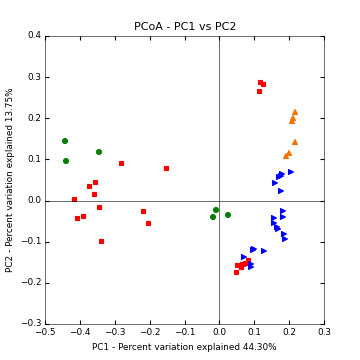 PCoA - PC1 vs PC2
0.4
0.3
0.2
0.1
0.0
−0.1
−0.2
−0.3
PC2 - Percent variation explained 13.75%
−0.5 −0.4 −0.3 −0.2 −0.1 0.0 0.1 0.2 0.3
PC1 - Percent variation explained 44.30%